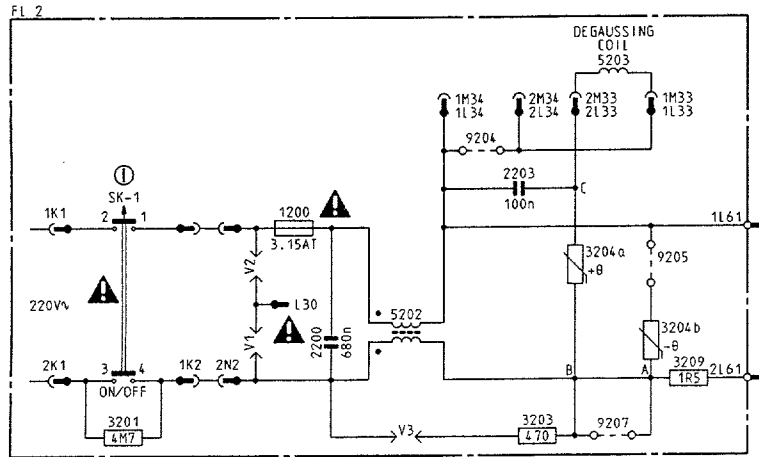 FL 2
DEGAUSSING
COIL
5203
1M34
1L34
2M34
2L34
2M33
2L33
1M33
1L33
9204
2203
100n
C
1
SK-1
1K1
2
1
1200
3.15AT
1L61
V2
L30
3204a
+θ
9205
220V~
5202
V1
2200
680n
3204b
-θ
2K1
3
4
1K2
2N2
B
A
3209
1R5
2L61
ON/OFF
3201
4M7
V3
3203
470
9207